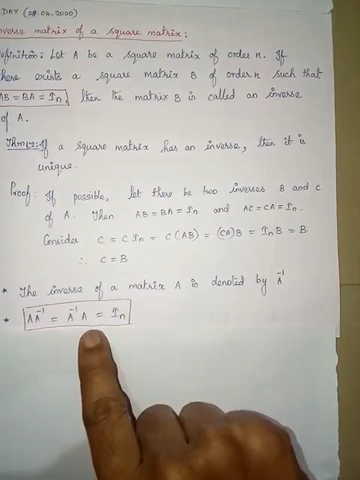 DAY (28.04.2020)
nverse matrix of a square matrix:
Definition: Let A be a square matrix of order n. If
there exists a square matrix B of order n such that
AB = BA = Iₙ, then the matrix B is called an inverse
of A.
Thm 12: If a square matrix has an inverse, then it is
unique.
Proof: If possible, let there be two inverses B and C
of A. Then AB = BA = Iₙ and AC = CA = Iₙ.
Consider C = C Iₙ = C (AB) = (CA) B = Iₙ B = B.
∴ C = B.
* The inverse of a matrix A is denoted by A⁻¹
* AA⁻¹ = A⁻¹A = Iₙ